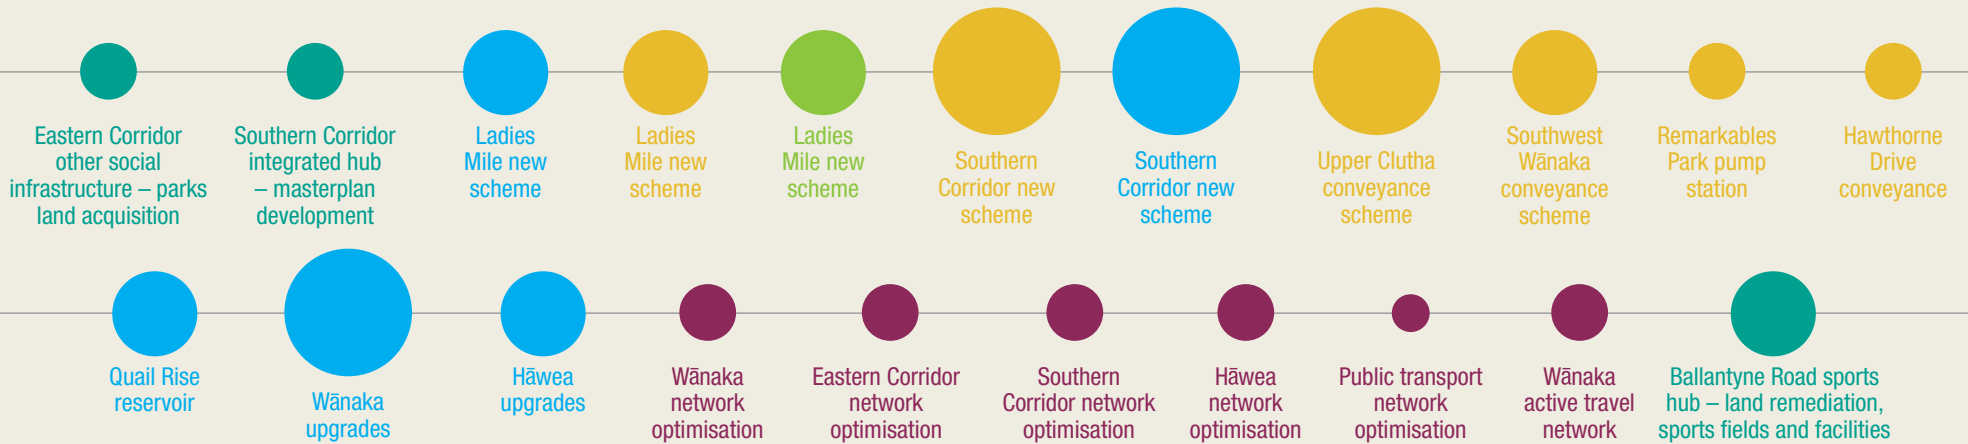 Eastern Corridor
other social
infrastructure – parks
land acquisition
Southern Corridor
integrated hub
– masterplan
development
Ladies
Mile new
scheme
Ladies
Mile new
scheme
Ladies
Mile new
scheme
Southern
Corridor new
scheme
Southern
Corridor new
scheme
Upper Clutha
conveyance
scheme
Southwest
Wānaka
conveyance
scheme
Remarkables
Park pump
station
Hawthorne
Drive
conveyance
Quail Rise
reservoir
Wānaka
upgrades
Hāwea
upgrades
Wānaka
network
optimisation
Eastern Corridor
network
optimisation
Southern
Corridor network
optimisation
Hāwea
network
optimisation
Public transport
network
optimisation
Wānaka
active travel
network
Ballantyne Road sports
hub – land remediation,
sports fields and facilities